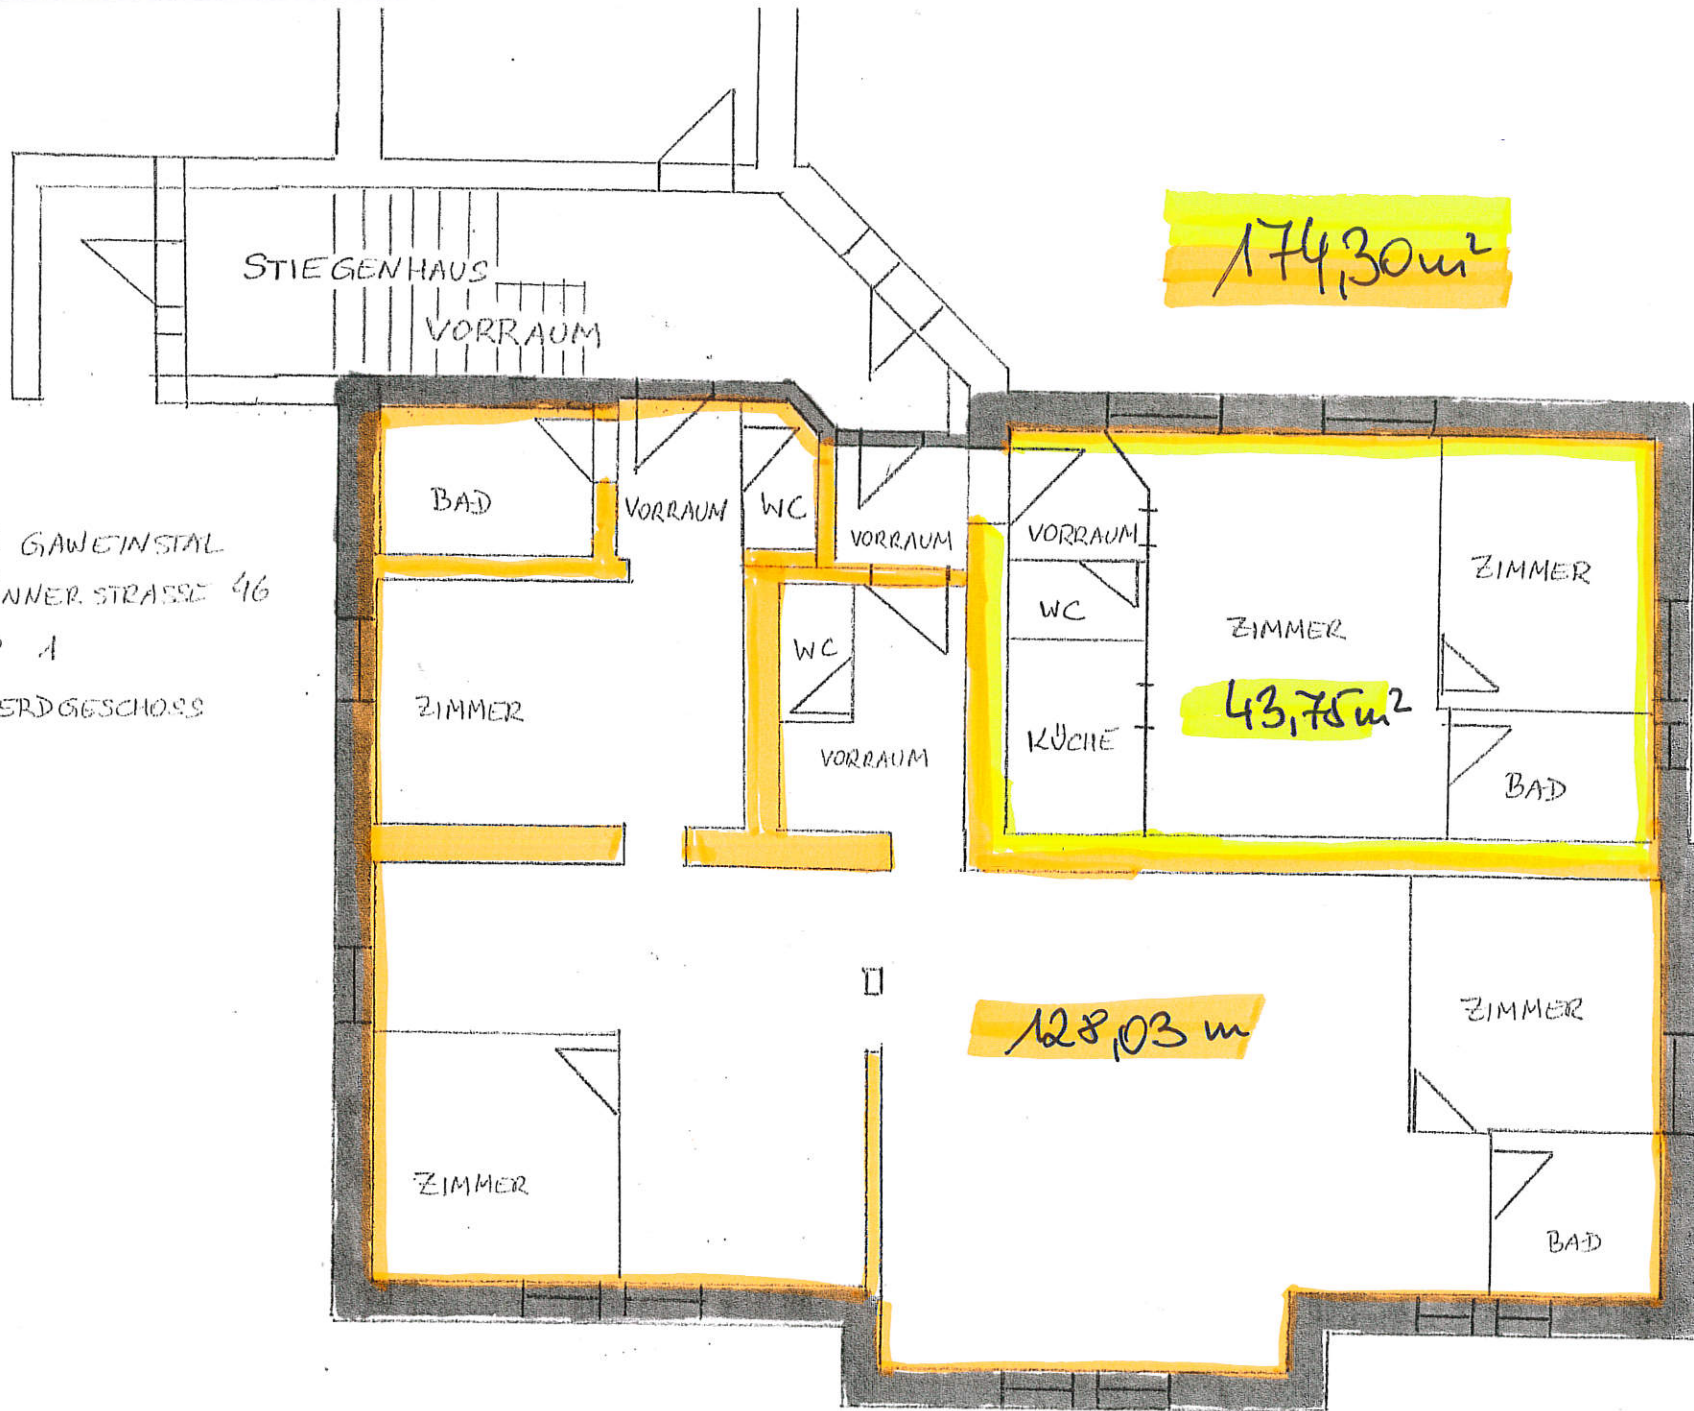 174,30m²
STIEGENHAUS
VORRAUM
BAD
VORRAUM
WC
VORRAUM
VORRAUM
ZIMMER
GAWEINSTAL
NNER STRASSE 46
1
ERDGESCHOSS
WC
ZIMMER
WC
43,75m²
ZIMMER
KÜCHE
VORRAUM
BAD
128,03 m
ZIMMER
ZIMMER
BAD